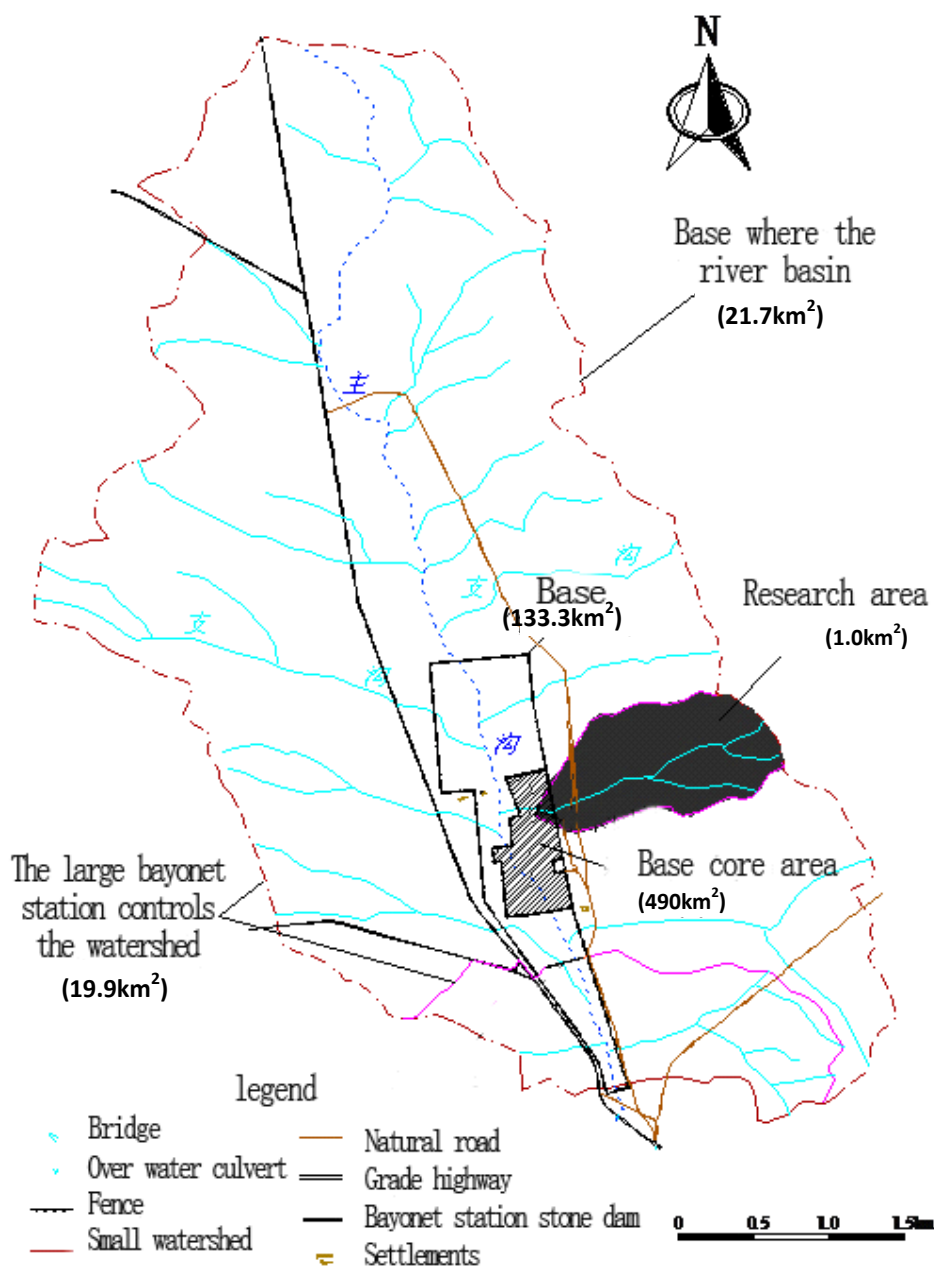 N
Base where the
river basin
(21.7km²)
主
沟
支
Base
(133.3km²)
Research area
(1.0km²)
支
沟
沟
The large bayonet
station controls
the watershed
(19.9km²)
Base core area
(490km²)
legend
Bridge
Over water culvert
Fence
Small watershed
Natural road
Grade highway
Bayonet station stone dam
Settlements
0 0.5 1.0 1.5km